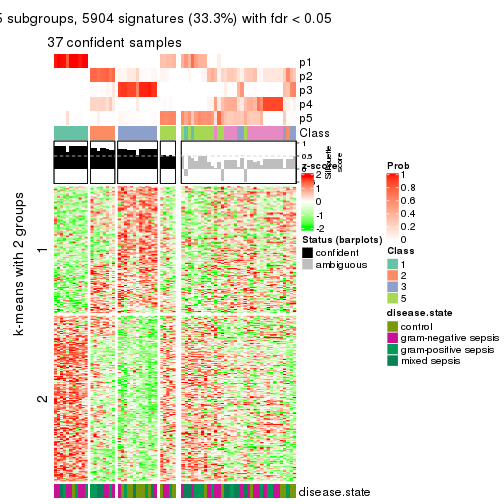 5 subgroups, 5904 signatures (33.3%) with fdr < 0.05
37 confident samples
p1
p2
p3
p4
p5
Class
1
0.5
0
Silhouette
score
k-means with 2 groups
1
2
disease.state
z-score
2
1
0
-1
-2
Status (barplots)
confident
ambiguous
Prob
1
0.8
0.6
0.4
0.2
0
Class
1
2
3
5
disease.state
control
gram-negative sepsis
gram-positive sepsis
mixed sepsis